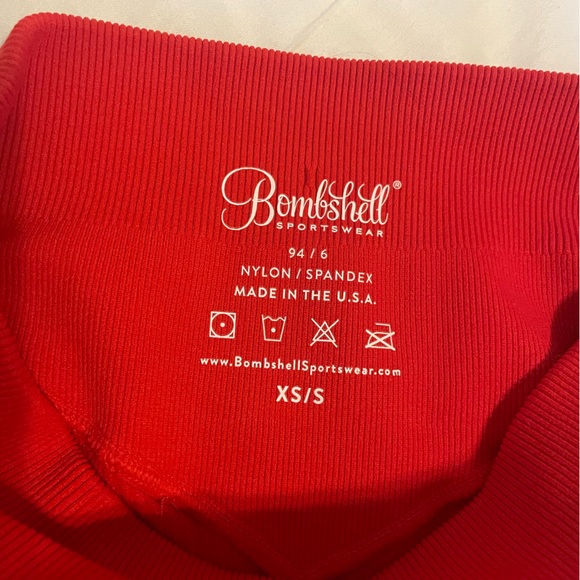 Bombshell®
SPORTSWEAR
94 / 6
NYLON / SPANDEX
MADE IN THE U.S.A.
www.BombshellSportswear.com
XS/S